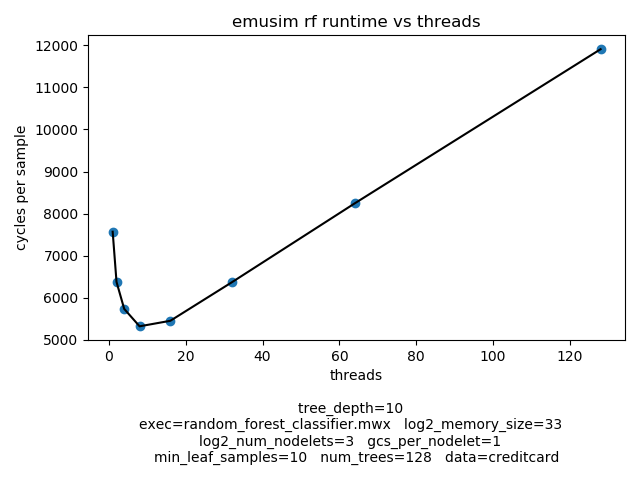 emusim rf runtime vs threads
12000
11000
10000
9000
8000
7000
6000
5000
cycles per sample
0 20 40 60 80 100 120
threads
tree_depth=10
exec=random_forest_classifier.mwx log2_memory_size=33
log2_num_nodelets=3 gcs_per_nodelet=1
min_leaf_samples=10 num_trees=128 data=creditcard